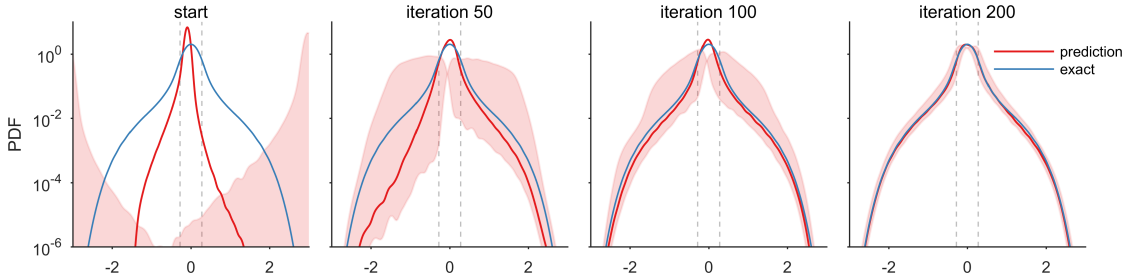 start
iteration 50
iteration 100
iteration 200
PDF
10^0
10^-2
10^-4
10^-6
prediction
exact
-2 0 2
-2 0 2
-2 0 2
-2 0 2